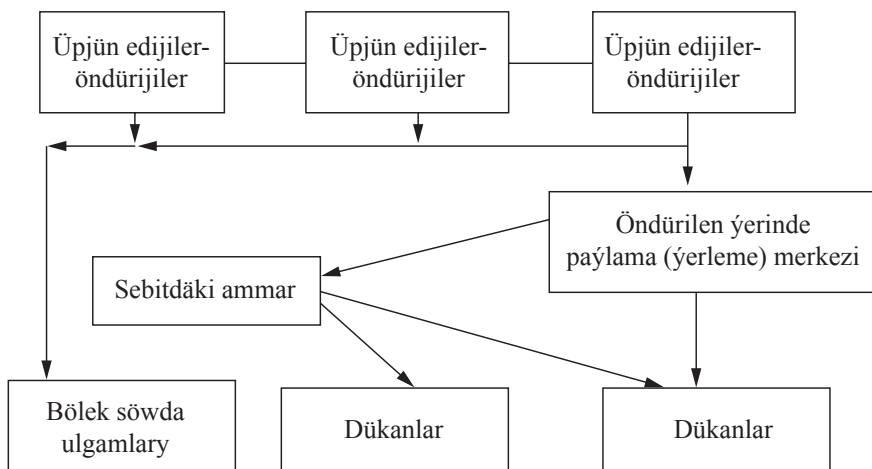 Üpjün edijiler-
öndürijiler
Üpjün edijiler-
öndürijiler
Üpjün edijiler-
öndürijiler
Öndürilen ýerinde
paýlama (ýerleme) merkezi
Sebitdäki ammar
Bölek söwda
ulgamlary
Dükanlar
Dükanlar